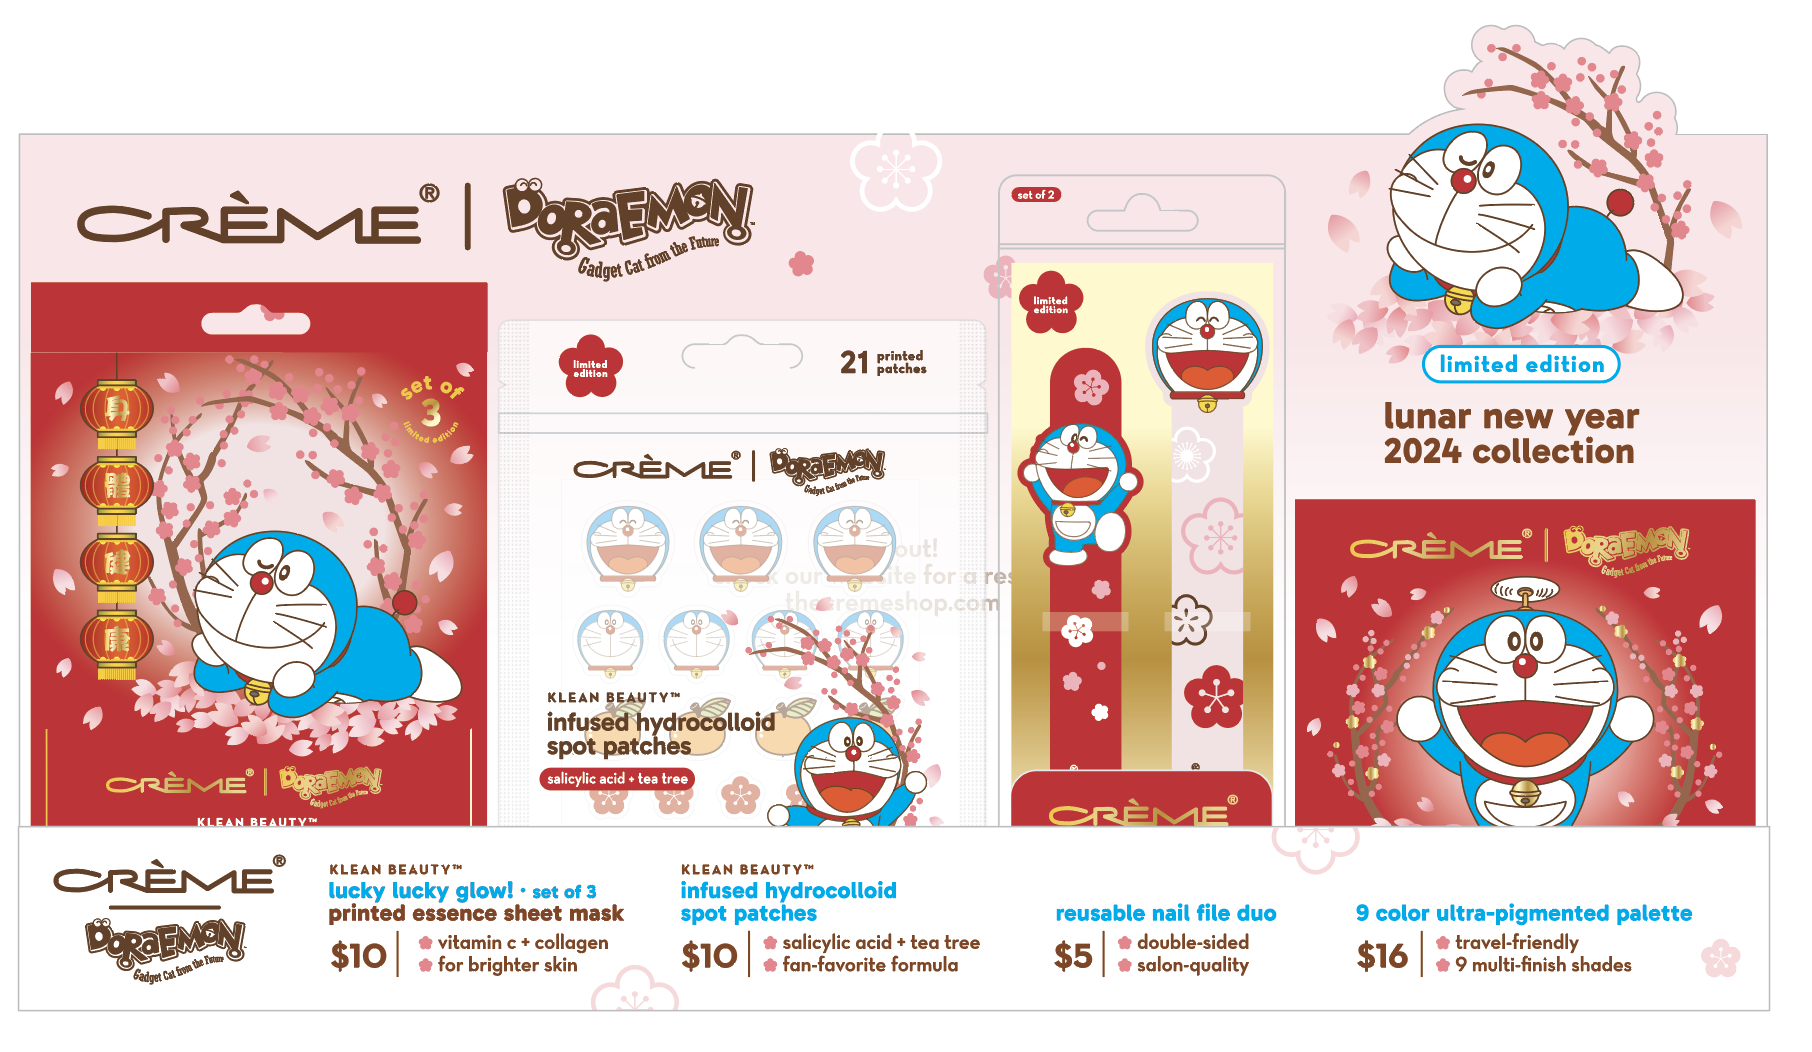 CRÈME® | DORAEMON!™
Gadget Cat from the Future
set of 2
limited
edition
limited edition
lunar new year
2024 collection
身
體
健
康
set of
3
limited edition
CRÈME® | DORAEMON!
Gadget Cat from the Future
KLEAN BEAUTY™
limited
edition
21 printed
patches
CRÈME® | DORAEMON!
Gadget Cat from the Future
out!
our site for a res
thecremeshop.com
KLEAN BEAUTY™
infused hydrocolloid
spot patches
salicylic acid + tea tree
CRÈME®
CRÈME® | DORAEMON!
Gadget Cat from the Future
CRÈME®
DORAEMON!
Gadget Cat from the Future
KLEAN BEAUTY™
lucky lucky glow! · set of 3
printed essence sheet mask
$10
vitamin c + collagen
for brighter skin
KLEAN BEAUTY™
infused hydrocolloid
spot patches
$10
salicylic acid + tea tree
fan-favorite formula
reusable nail file duo
$5
double-sided
salon-quality
9 color ultra-pigmented palette
$16
travel-friendly
9 multi-finish shades